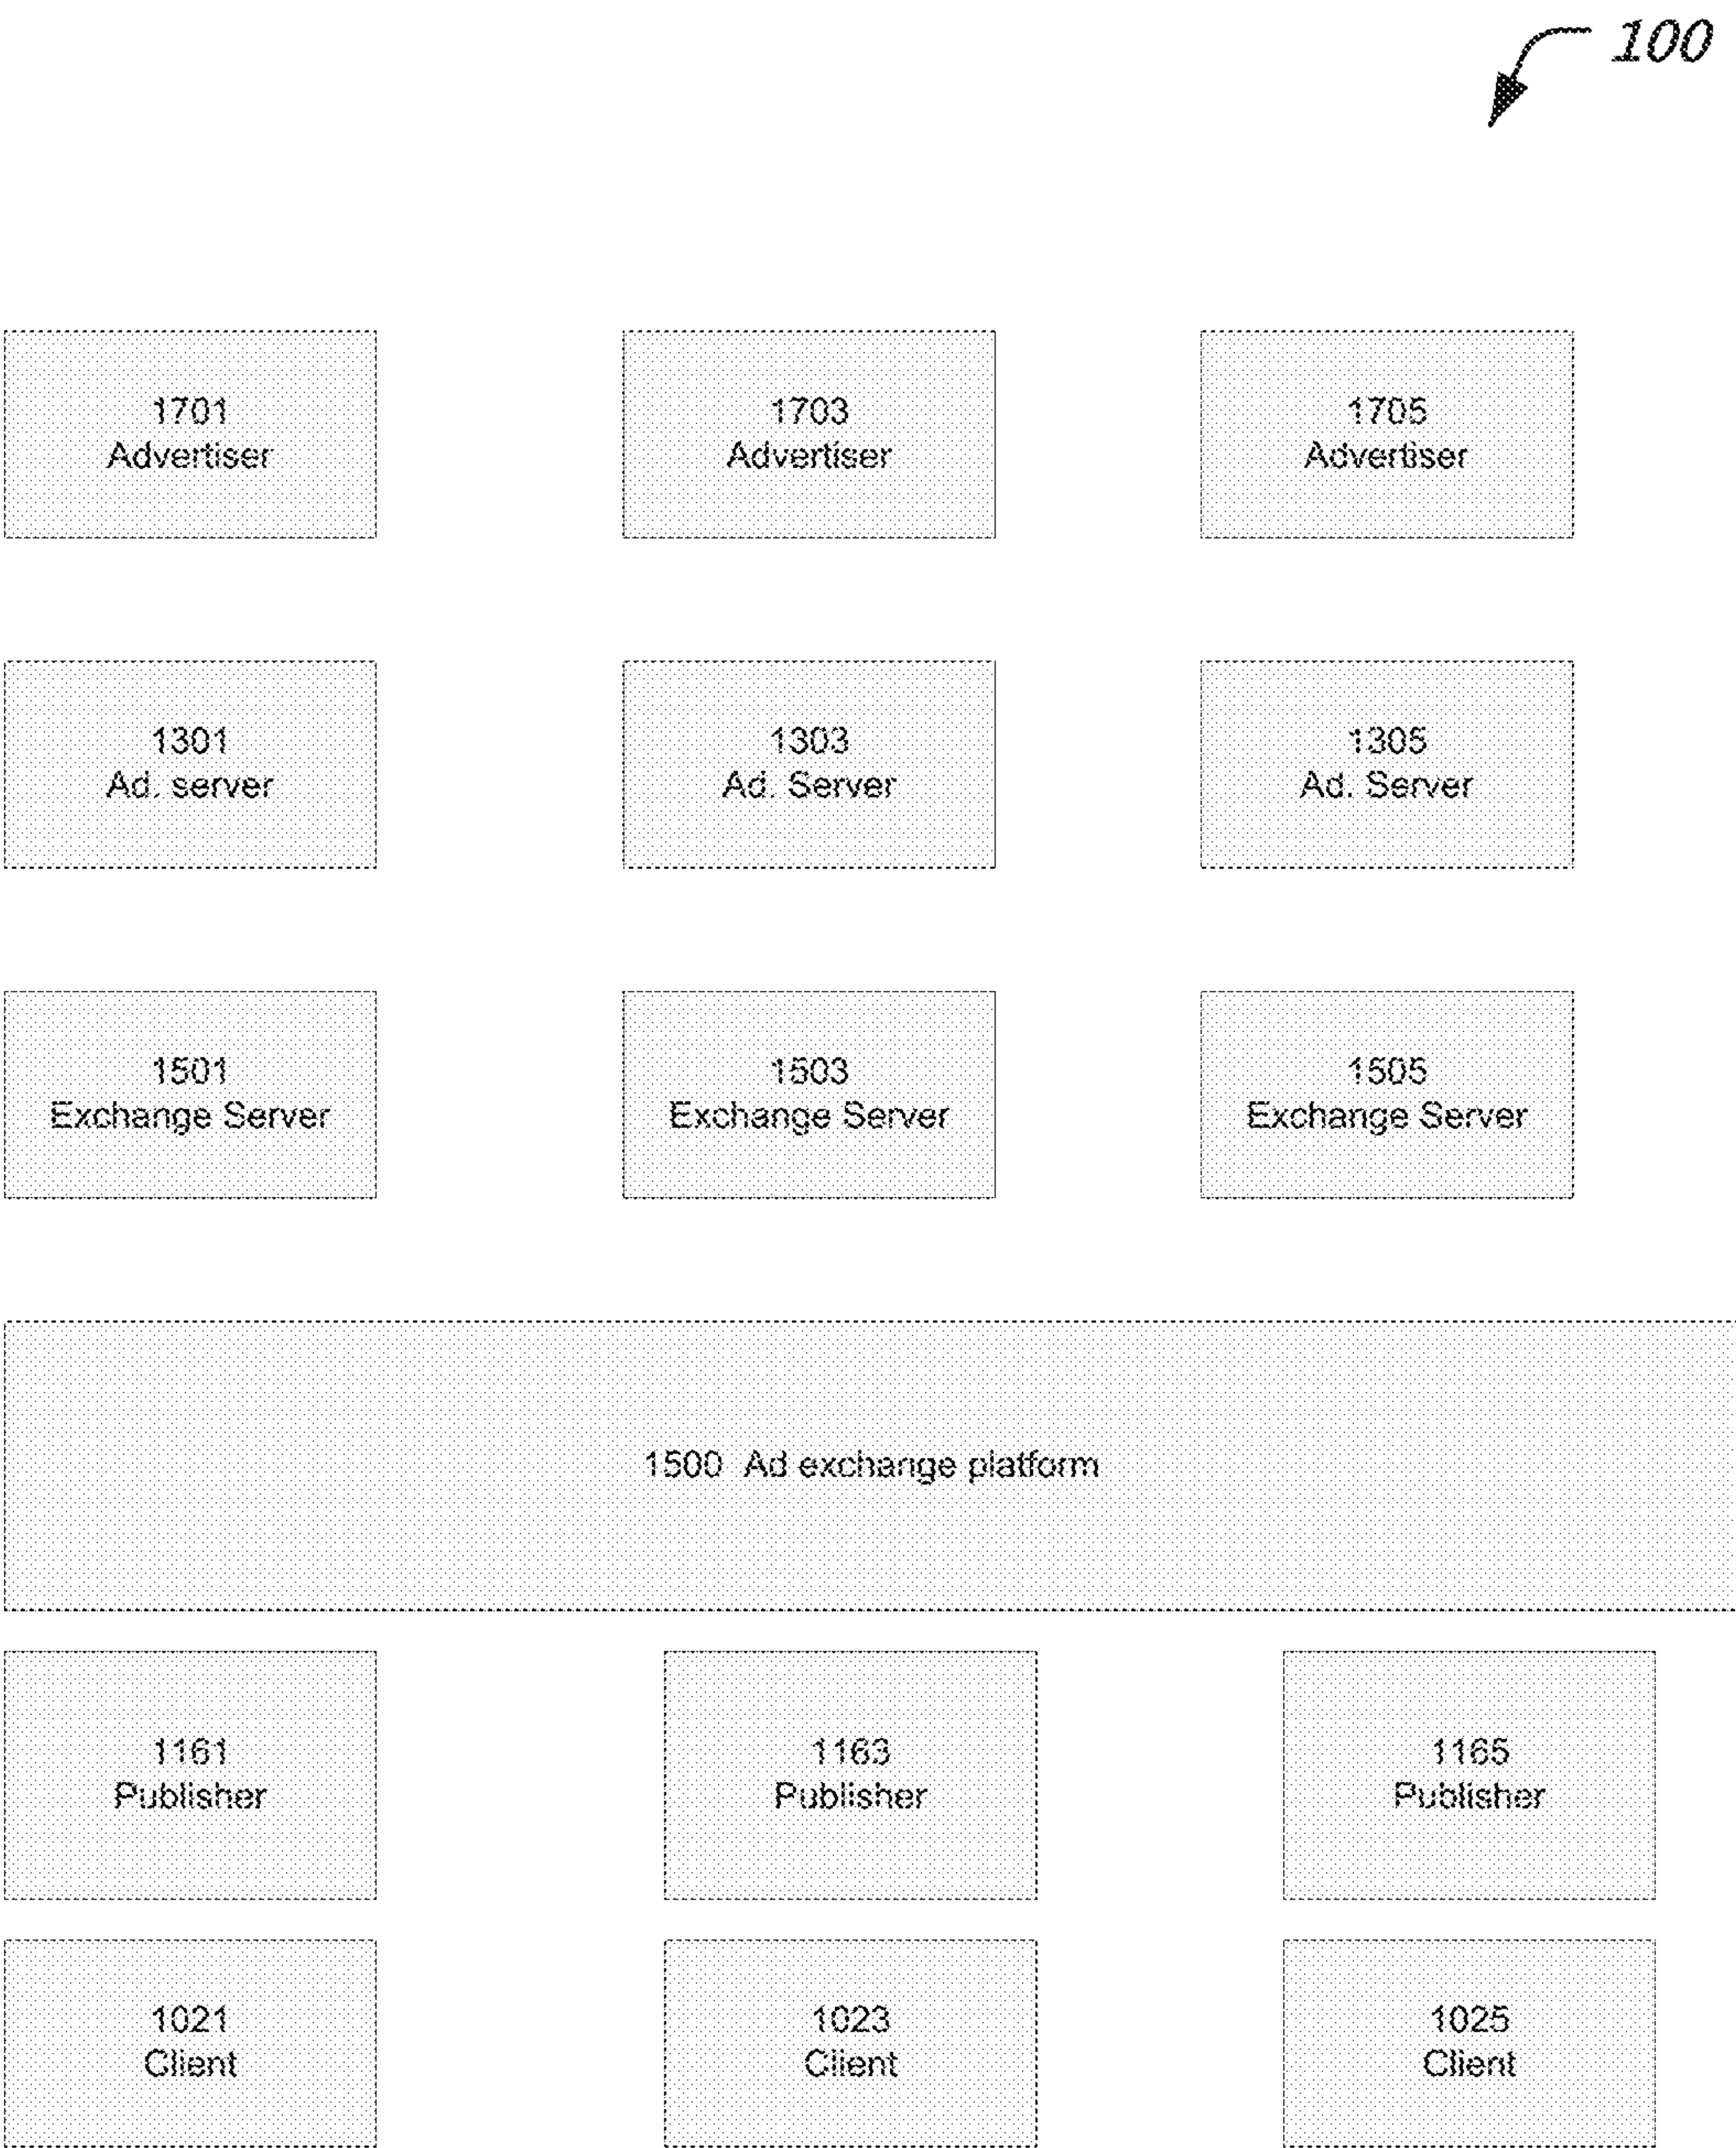 100
1701
Advertiser
1703
Advertiser
1705
Advertiser
1301
Ad. server
1303
Ad. Server
1305
Ad. Server
1501
Exchange Server
1503
Exchange Server
1505
Exchange Server
1500 Ad exchange platform
1161
Publisher
1163
Publisher
1165
Publisher
1021
Client
1023
Client
1025
Client